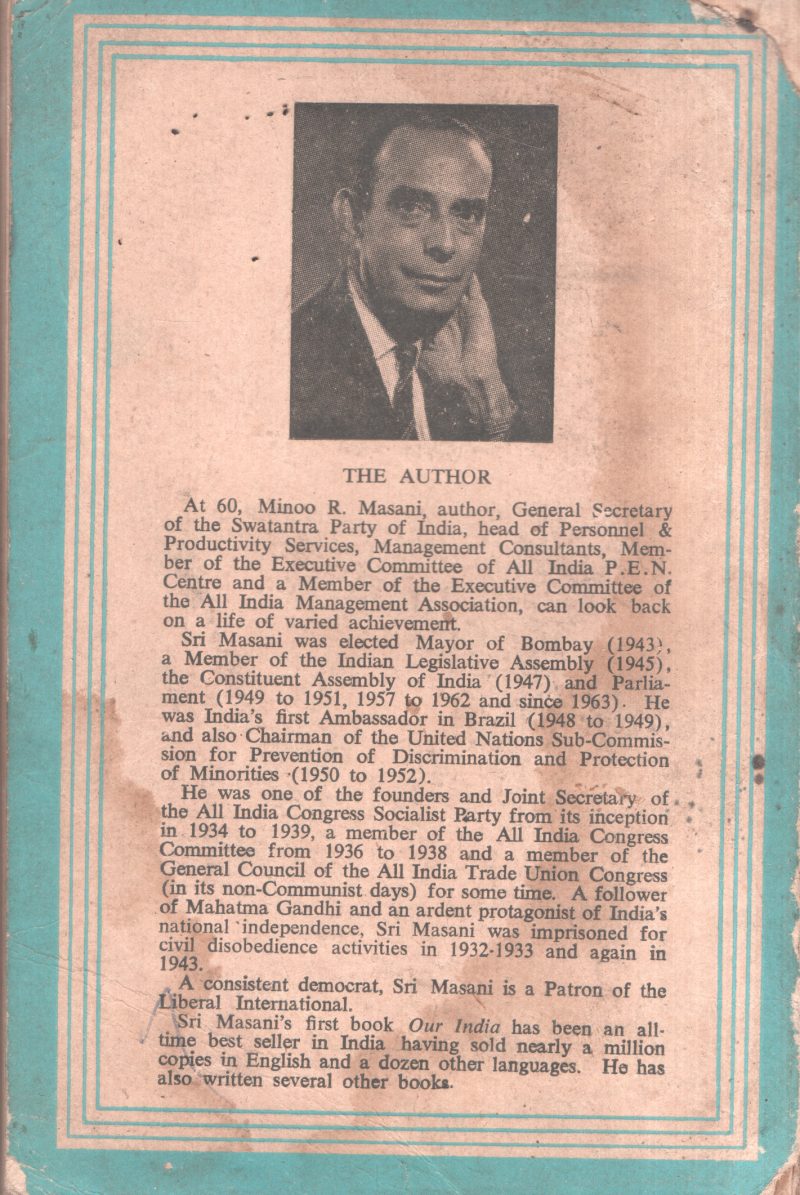 THE AUTHOR
At 60, Minoo R. Masani, author, General Secretary
of the Swatantra Party of India, head of Personnel &
Productivity Services, Management Consultants, Mem-
ber of the Executive Committee of All India P.E.N.
Centre and a Member of the Executive Committee of
the All India Management Association, can look back
on a life of varied achievement.
Sri Masani was elected Mayor of Bombay (1943),
a Member of the Indian Legislative Assembly (1945),
the Constituent Assembly of India (1947) and Parlia-
ment (1949 to 1951, 1957 to 1962 and since 1963). He
was India's first Ambassador in Brazil (1948 to 1949),
and also Chairman of the United Nations Sub-Commis-
sion for Prevention of Discrimination and Protection
of Minorities (1950 to 1952).
He was one of the founders and Joint Secretary of
the All India Congress Socialist Party from its inception
in 1934 to 1939, a member of the All India Congress
Committee from 1936 to 1938 and a member of the
General Council of the All India Trade Union Congress
(in its non-Communist days) for some time. A follower
of Mahatma Gandhi and an ardent protagonist of India's
national independence, Sri Masani was imprisoned for
civil disobedience activities in 1932-1933 and again in
1943.
A consistent democrat, Sri Masani is a Patron of the
Liberal International.
Sri Masani's first book Our India has been an all-
time best seller in India having sold nearly a million
copies in English and a dozen other languages. He has
also written several other books.